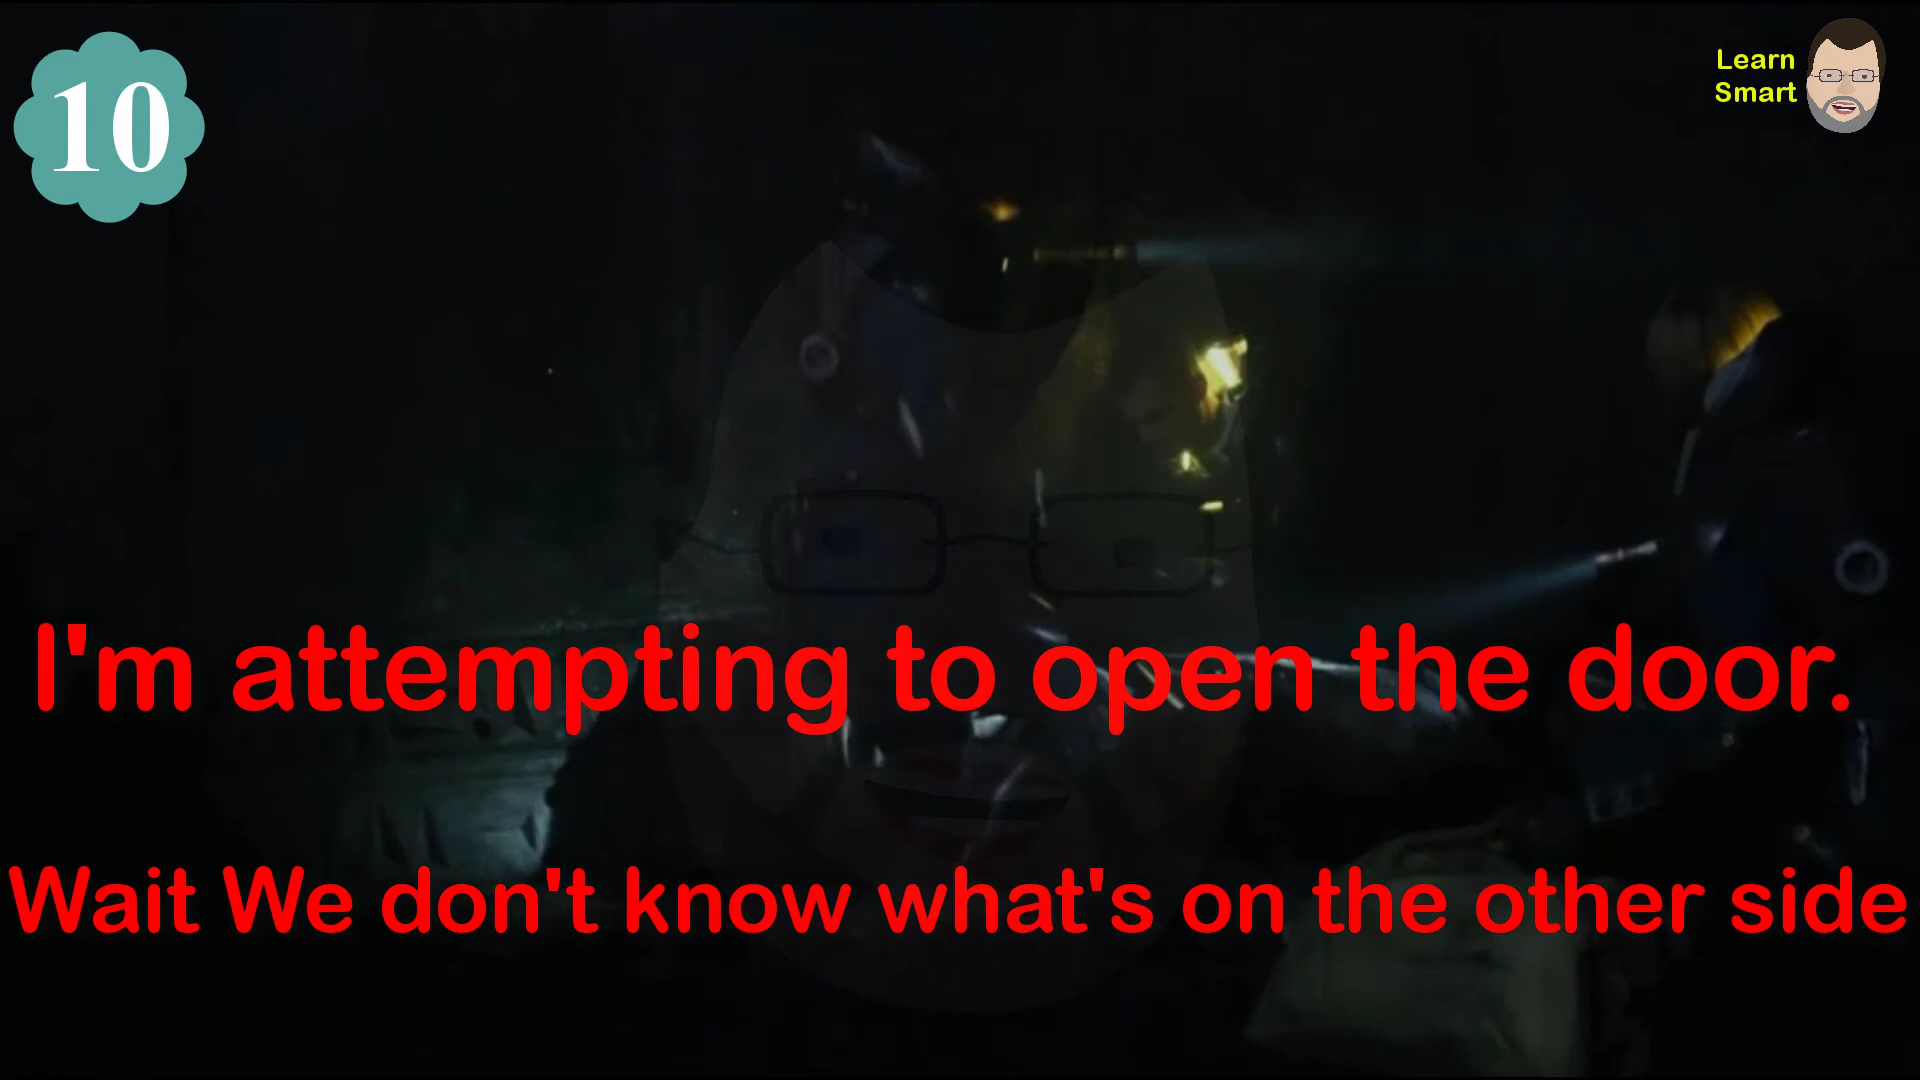 10
Learn
Smart
I'm attempting to open the door.
Wait We don't know what's on the other side